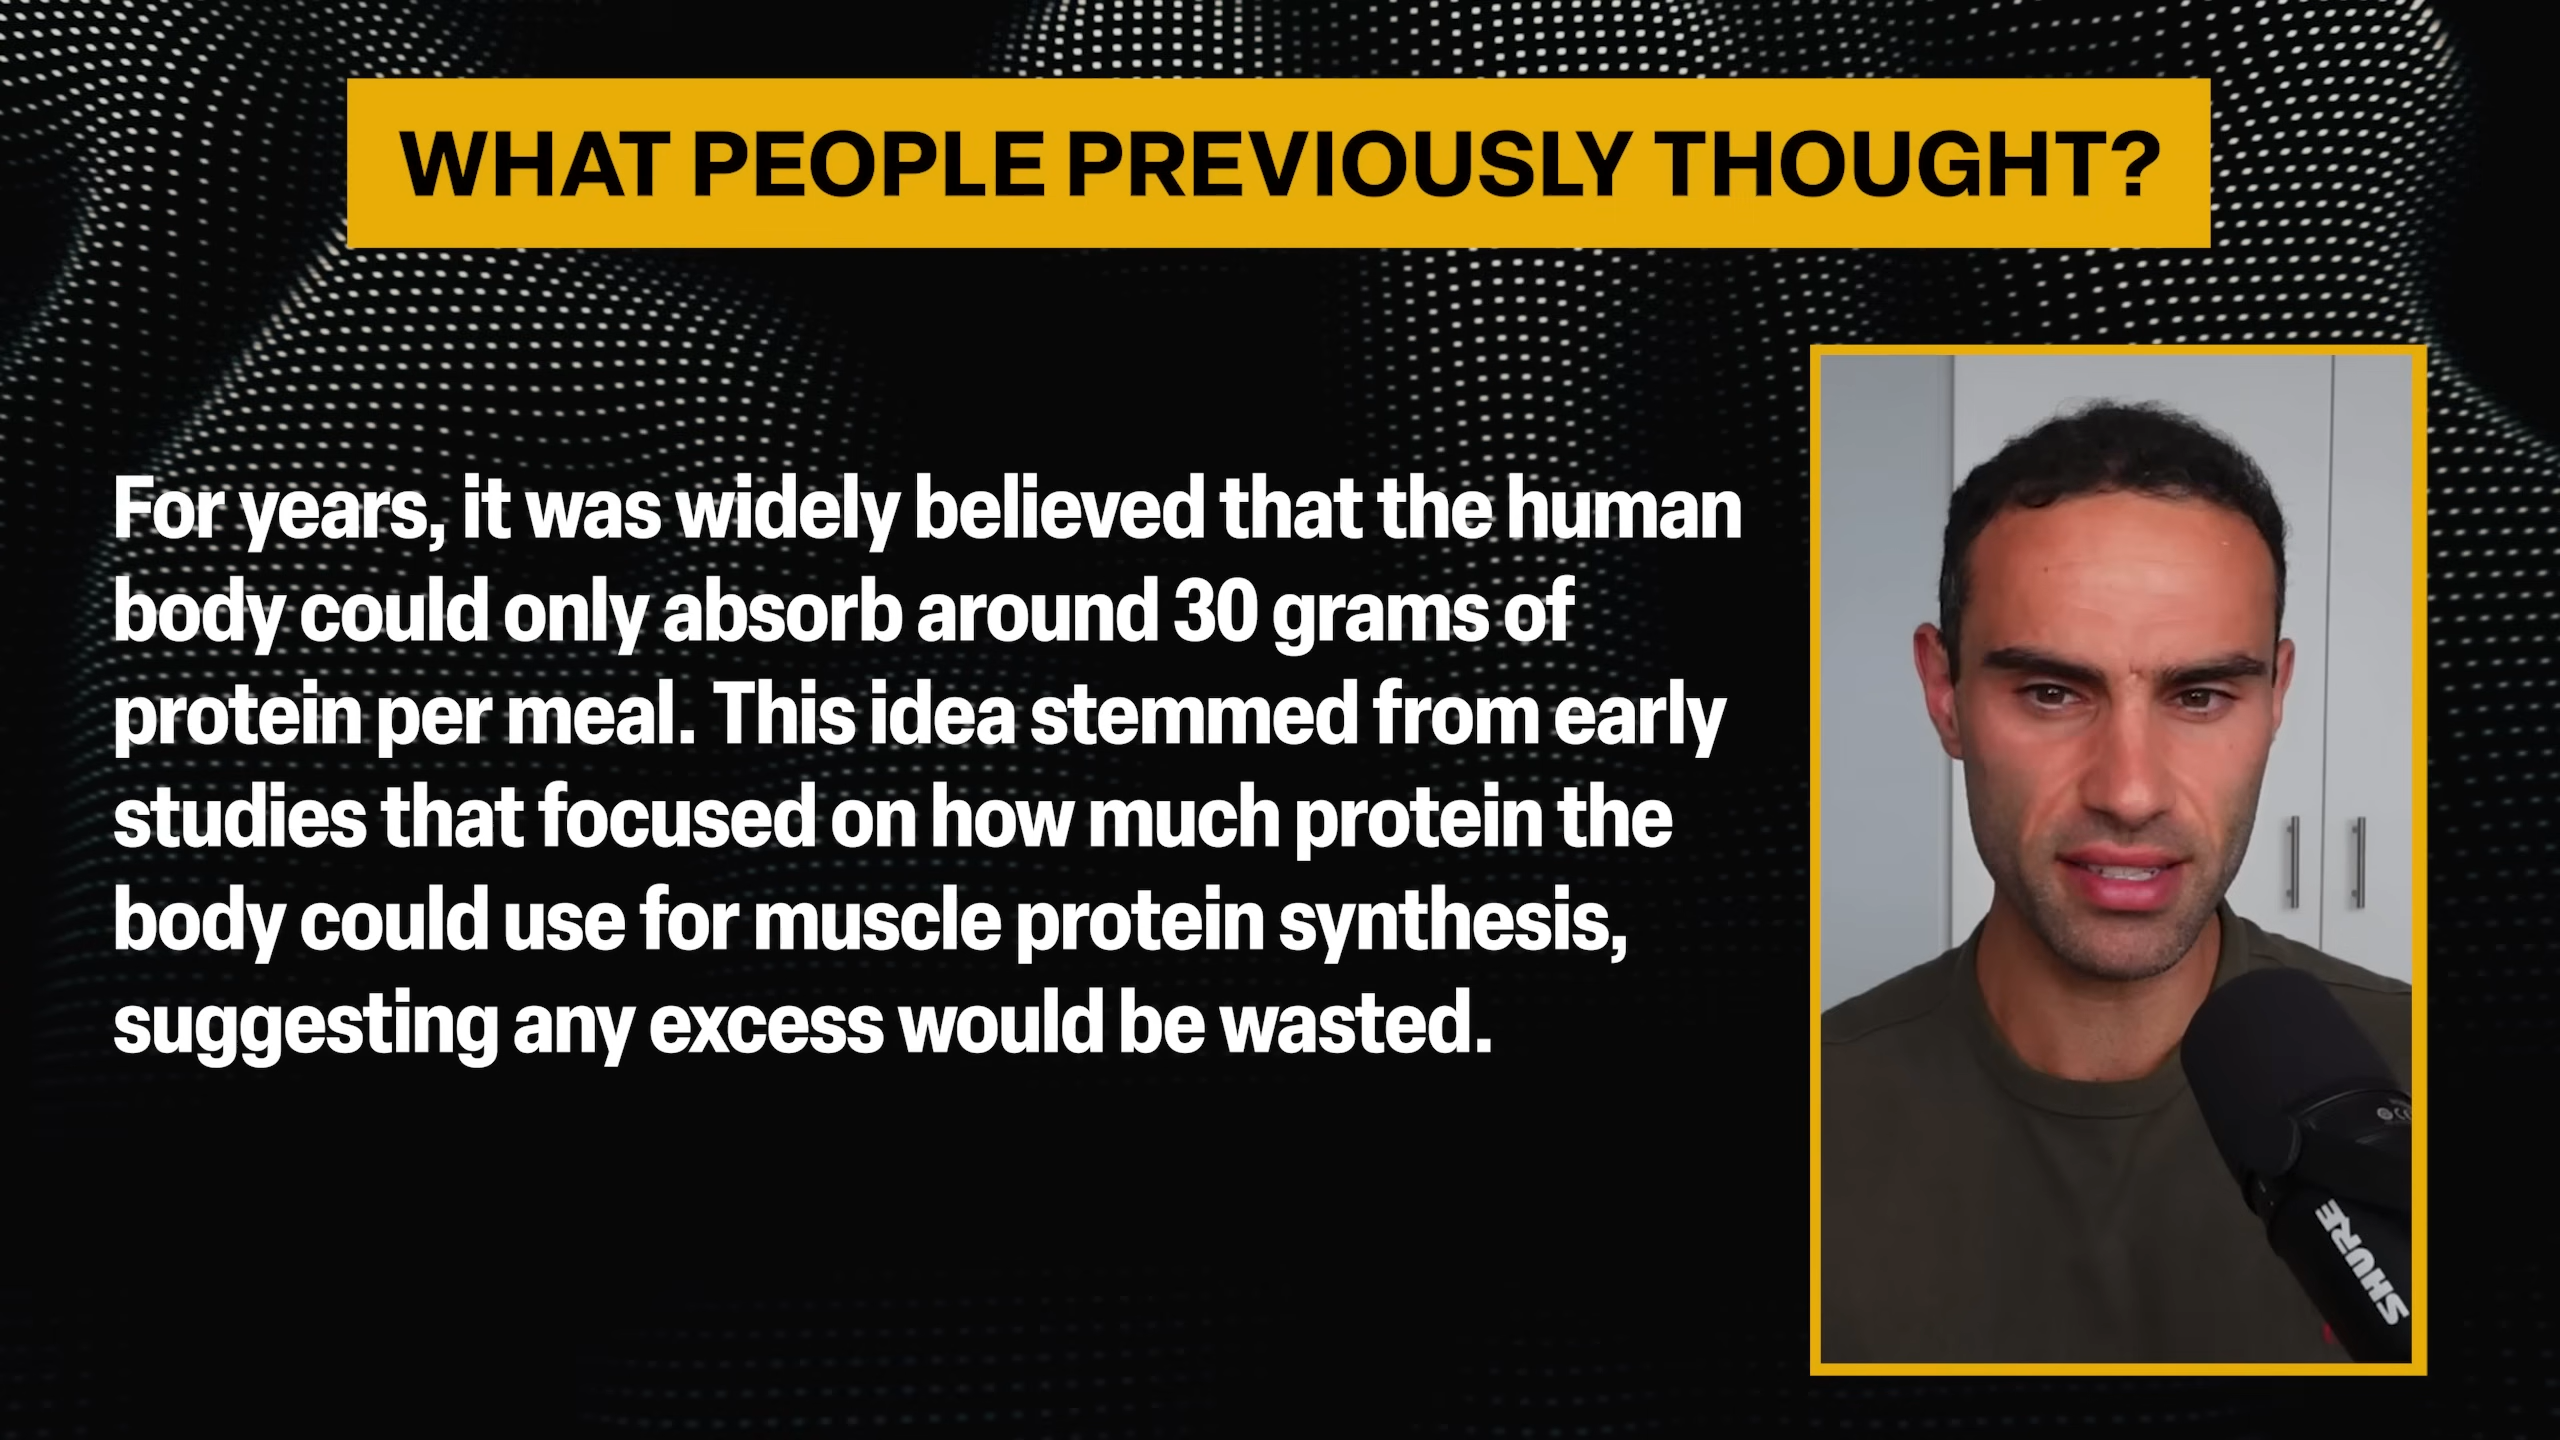 WHAT PEOPLE PREVIOUSLY THOUGHT?
For years, it was widely believed that the human
body could only absorb around 30 grams of
protein per meal. This idea stemmed from early
studies that focused on how much protein the
body could use for muscle protein synthesis,
suggesting any excess would be wasted.
SHURE